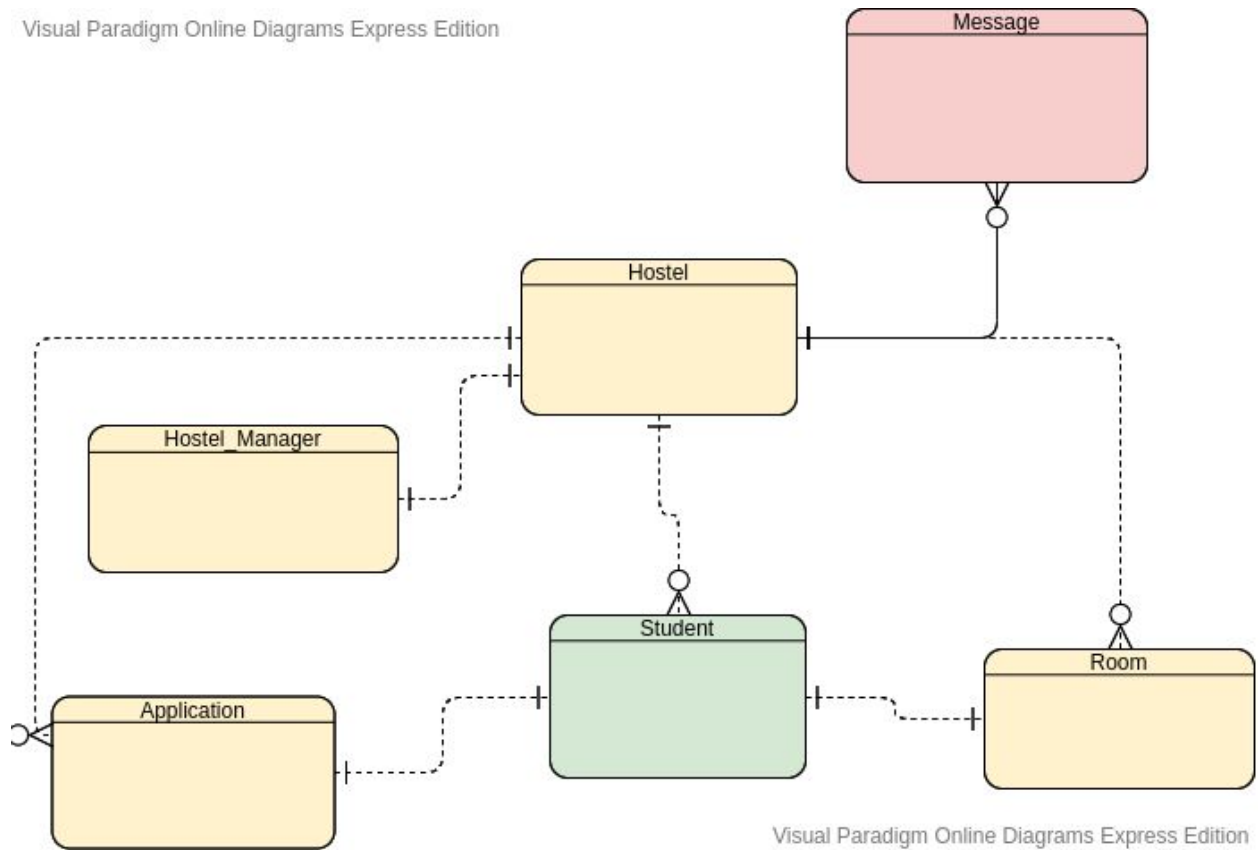 Visual Paradigm Online Diagrams Express Edition
Message
Hostel
Hostel_Manager
Student
Room
Application
Visual Paradigm Online Diagrams Express Edition